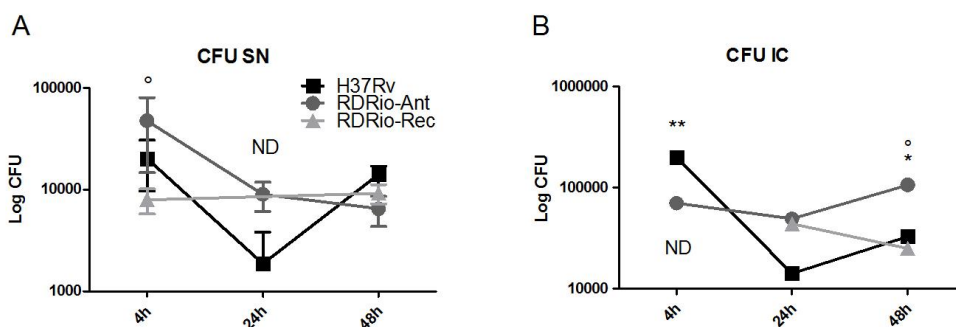 A
CFU SN
Log CFU
100000
10000
1000
°
ND
H37Rv
RDRio-Ant
RDRio-Rec
4h
24h
48h
B
CFU IC
Log CFU
1000000
100000
10000
**
ND
°
*
4h
24h
48h